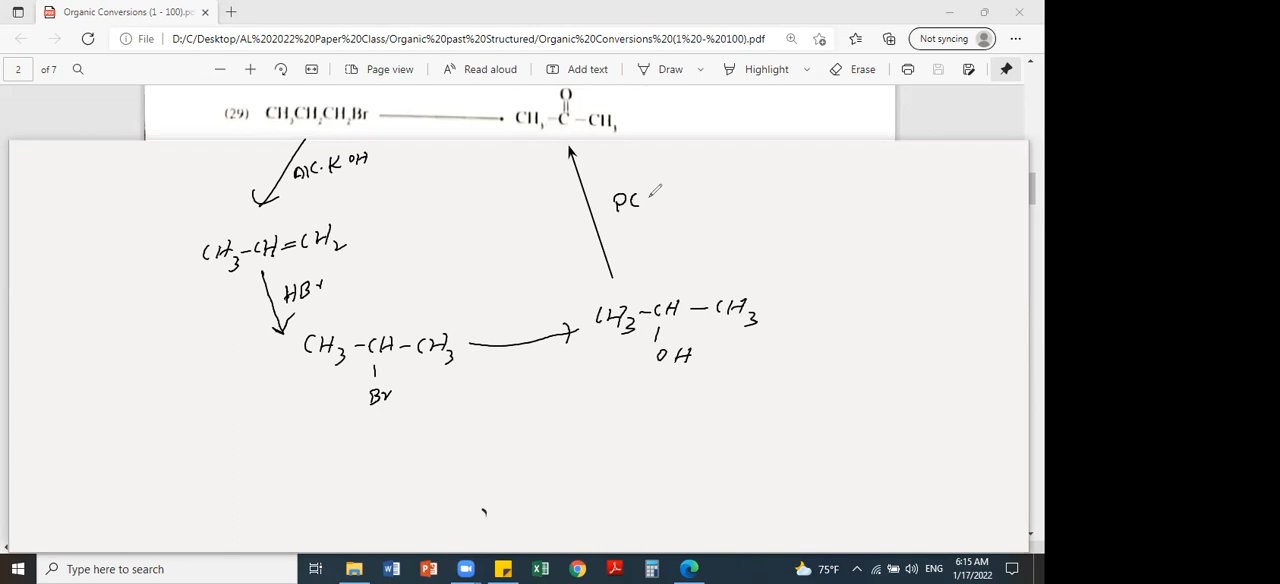 Organic Conversions (1 - 100).pc
File D:/C/Desktop/AL%202022%20Paper%20Class/Organic%20past%20Structured/Organic%20Conversions%20(1%20-%20100).pdf
Not syncing
2 of 7
Page view
Read aloud
Add text
Draw
Highlight
Erase
(29) CH₃CH₂CH₂Br
O
||
CH₃ – C – CH₃
Alc. KOH
PC
CH₃–CH=CH₂
HBr
CH₃–CH–CH₃
|
OH
CH₃–CH–CH₃
|
Br
Type here to search
75°F
ENG
6:15 AM
1/17/2022